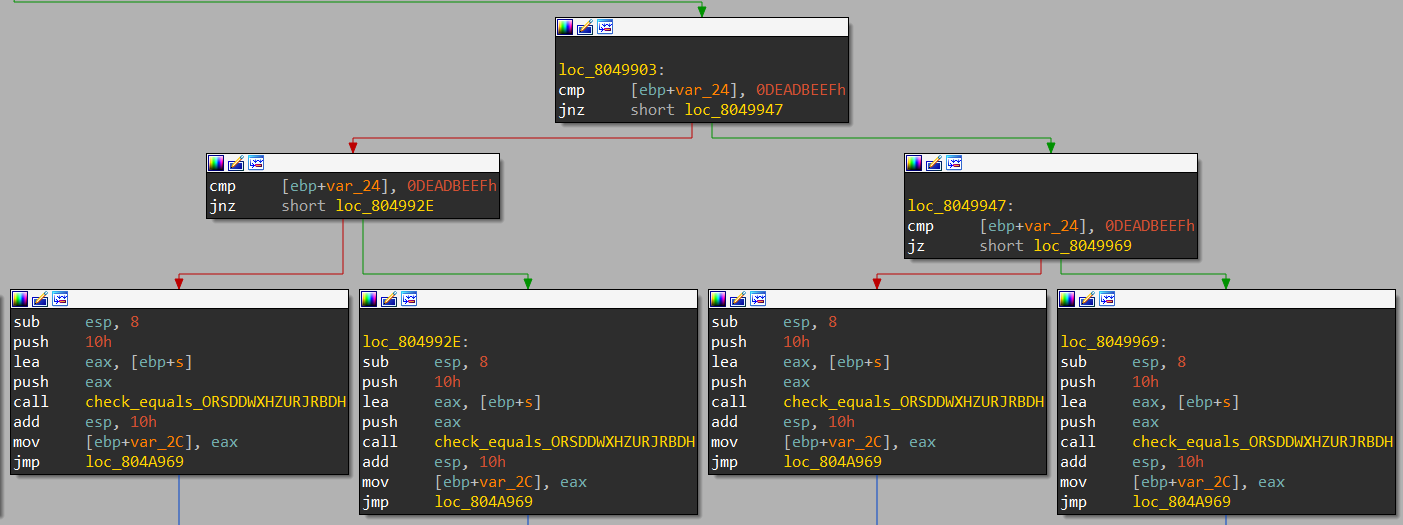 loc_8049903:
cmp [ebp+var_24], 0DEADBEEFh
jnz short loc_8049947
cmp [ebp+var_24], 0DEADBEEFh
jnz short loc_804992E
loc_8049947:
cmp [ebp+var_24], 0DEADBEEFh
jz short loc_8049969
sub esp, 8
push 10h
lea eax, [ebp+s]
push eax
call check_equals_ORSDDWXHZURJRBDH
add esp, 10h
mov [ebp+var_2C], eax
jmp loc_804A969
loc_804992E:
sub esp, 8
push 10h
lea eax, [ebp+s]
push eax
call check_equals_ORSDDWXHZURJRBDH
add esp, 10h
mov [ebp+var_2C], eax
jmp loc_804A969
sub esp, 8
push 10h
lea eax, [ebp+s]
push eax
call check_equals_ORSDDWXHZURJRBDH
add esp, 10h
mov [ebp+var_2C], eax
jmp loc_804A969
loc_8049969:
sub esp, 8
push 10h
lea eax, [ebp+s]
push eax
call check_equals_ORSDDWXHZURJRBDH
add esp, 10h
mov [ebp+var_2C], eax
jmp loc_804A969